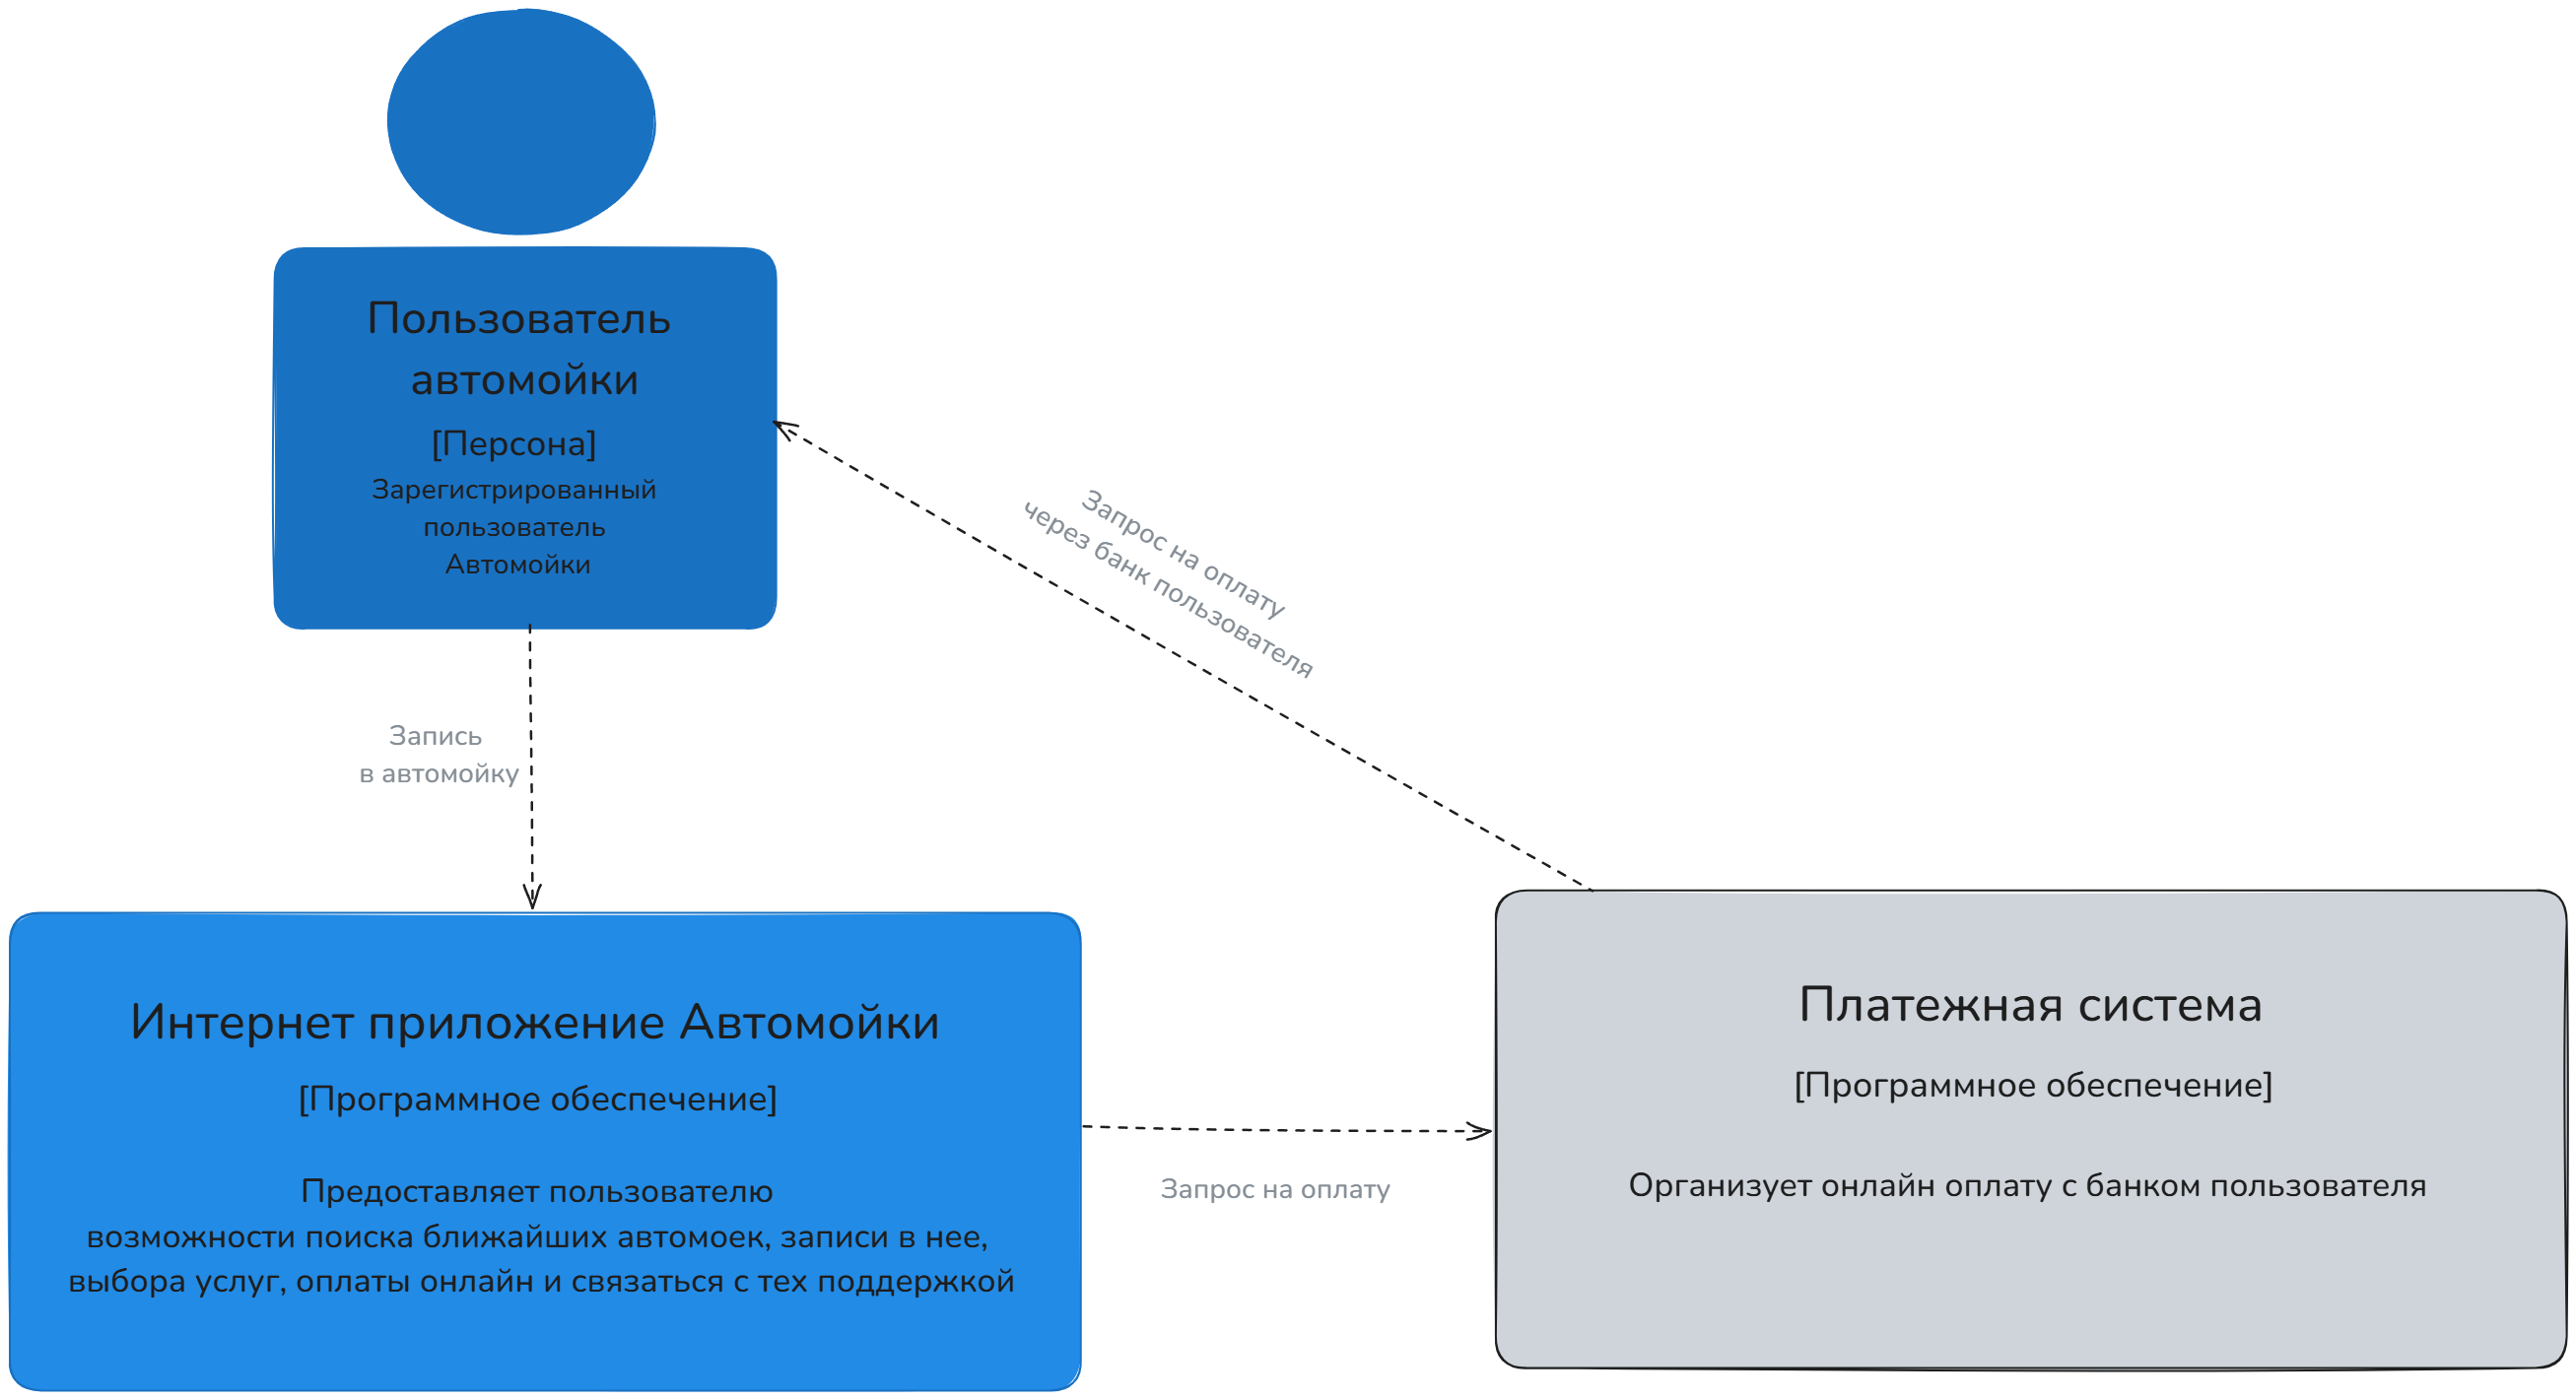 Пользователь
автомойки
[Персона]
Зарегистрированный
пользователь
Автомойки
Запрос на оплату
через банк пользователя
Запись
в автомойку
Интернет приложение Автомойки
[Программное обеспечение]
Предоставляет пользователю
возможности поиска ближайших автомоек, записи в нее,
выбора услуг, оплаты онлайн и связаться с тех поддержкой
Запрос на оплату
Платежная система
[Программное обеспечение]
Организует онлайн оплату с банком пользователя